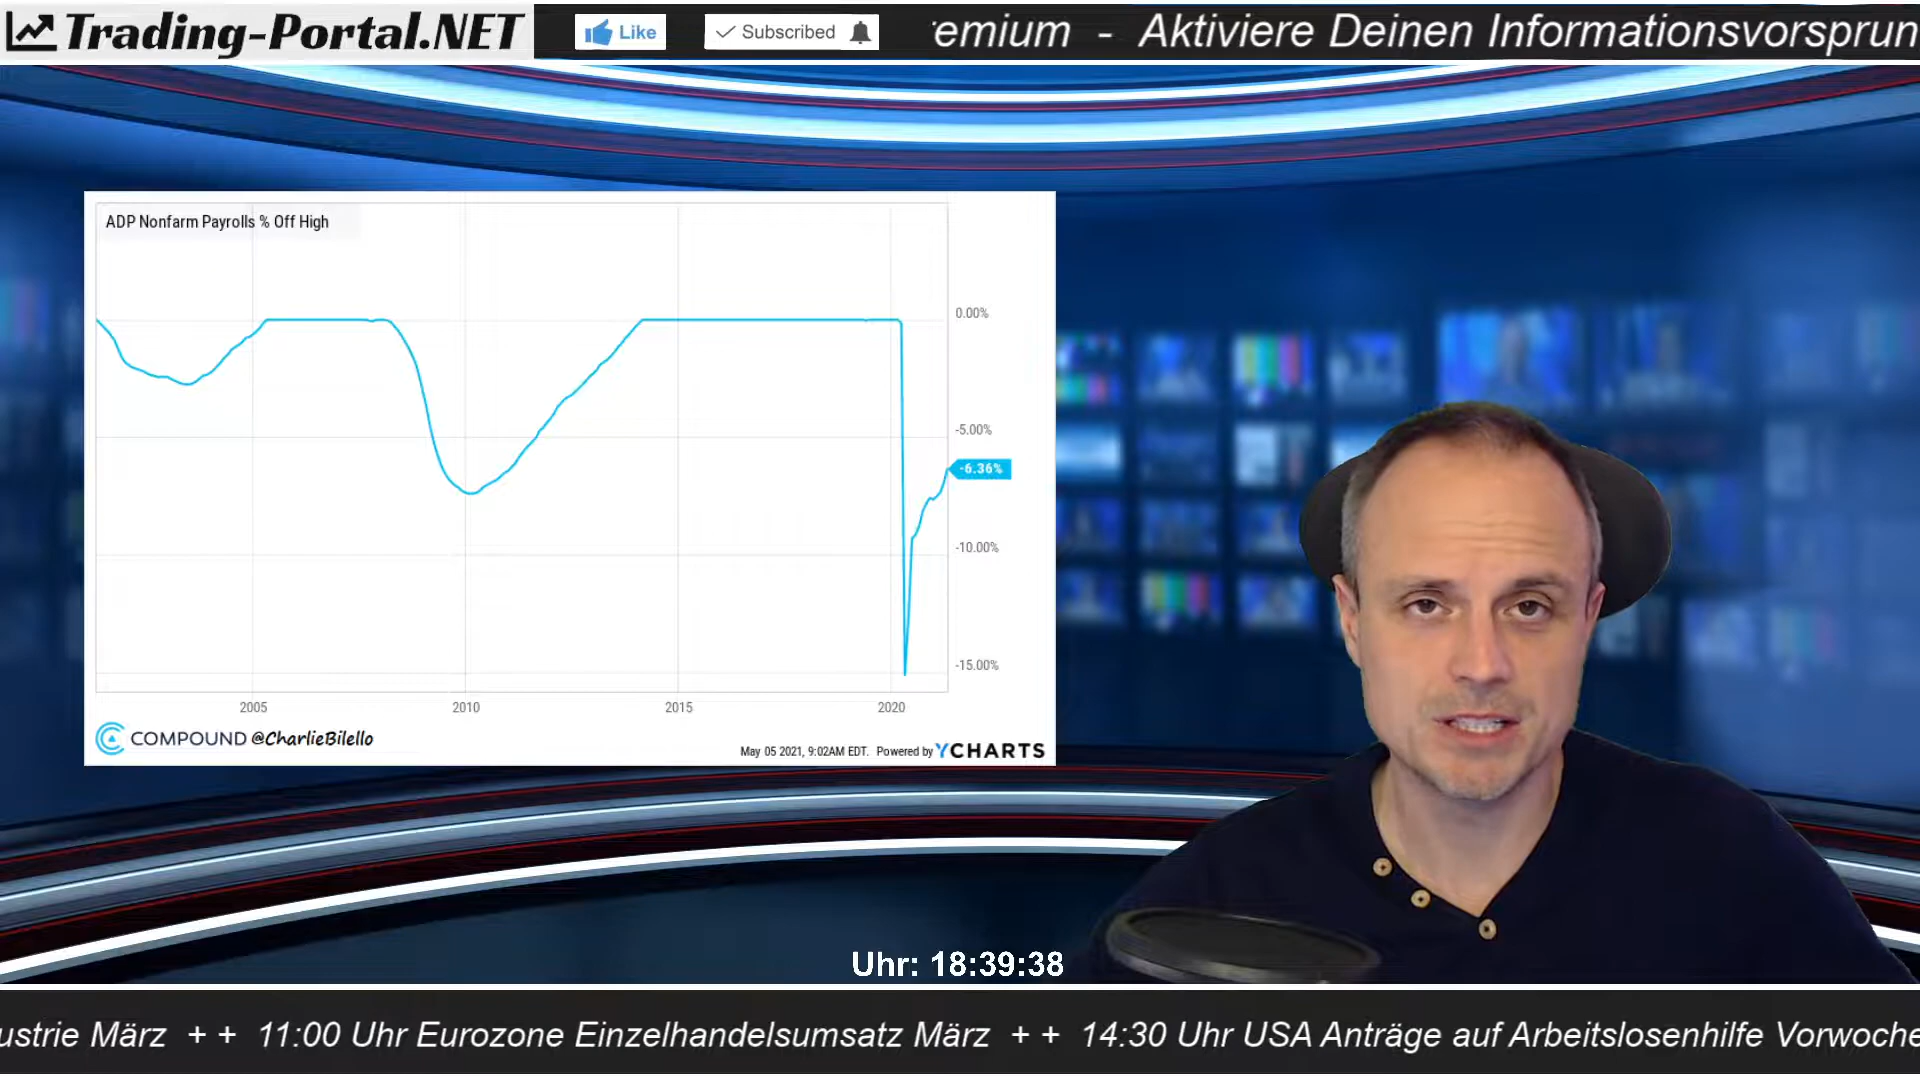 Trading-Portal.NET
Like
Subscribed
emium - Aktiviere Deinen Informationsvorsprun
ADP Nonfarm Payrolls % Off High
0.00%
-5.00%
-6.36%
-10.00%
-15.00%
2005 2010 2015 2020
COMPOUND @CharlieBilello
May 05 2021, 9:02AM EDT. Powered by YCHARTS
Uhr: 18:39:38
ustrie März ++ 11:00 Uhr Eurozone Einzelhandelsumsatz März ++ 14:30 Uhr USA Anträge auf Arbeitslosenhilfe Vorwoche